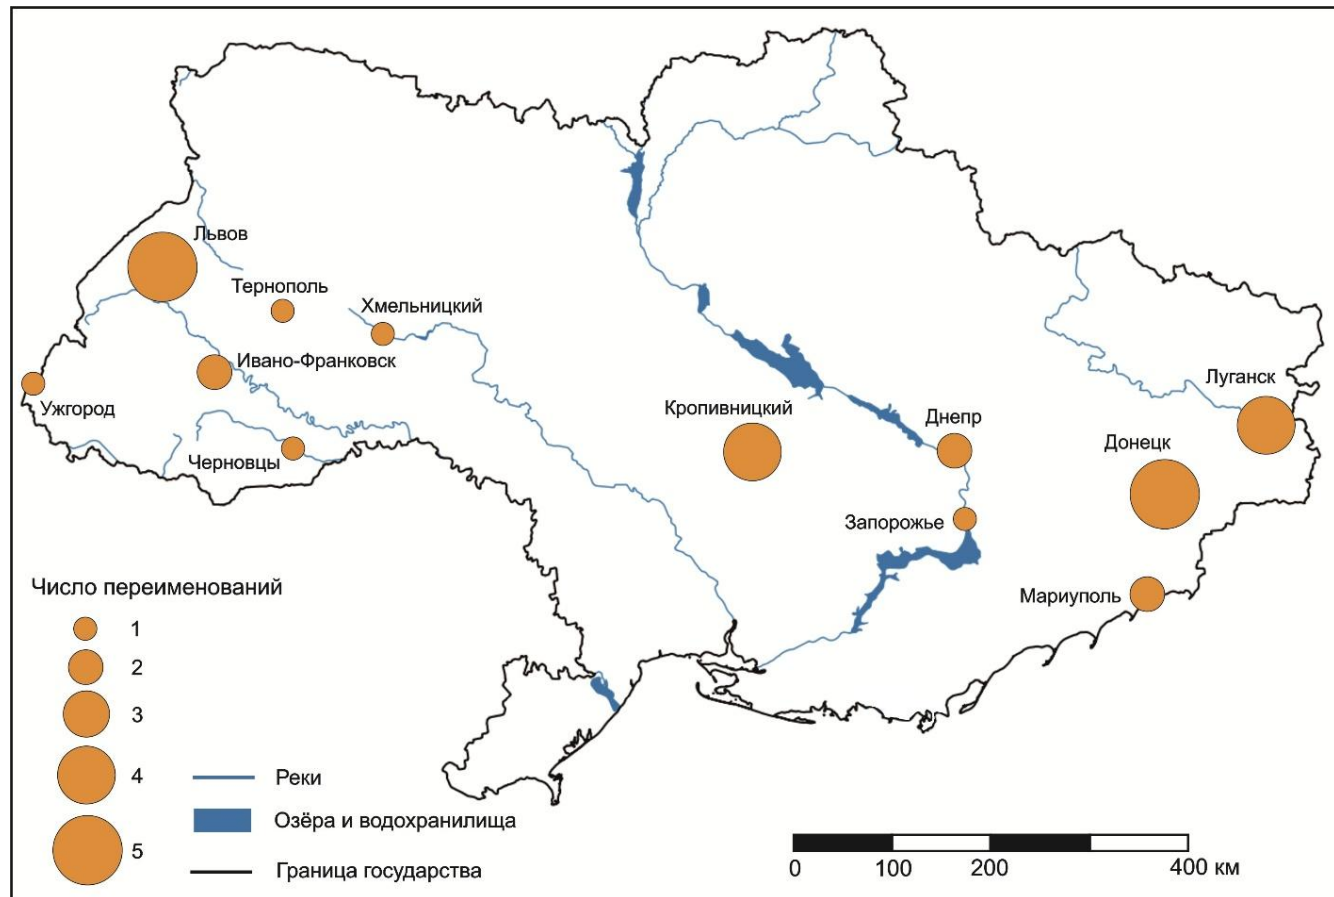 Львов
Тернополь
Хмельницкий
Ивано-Франковск
Ужгород
Черновцы
Кропивницкий
Днепр
Запорожье
Луганск
Донецк
Мариуполь
Число переименований
1
2
3
4
5
Реки
Озёра и водохранилища
Граница государства
0 100 200 400 км